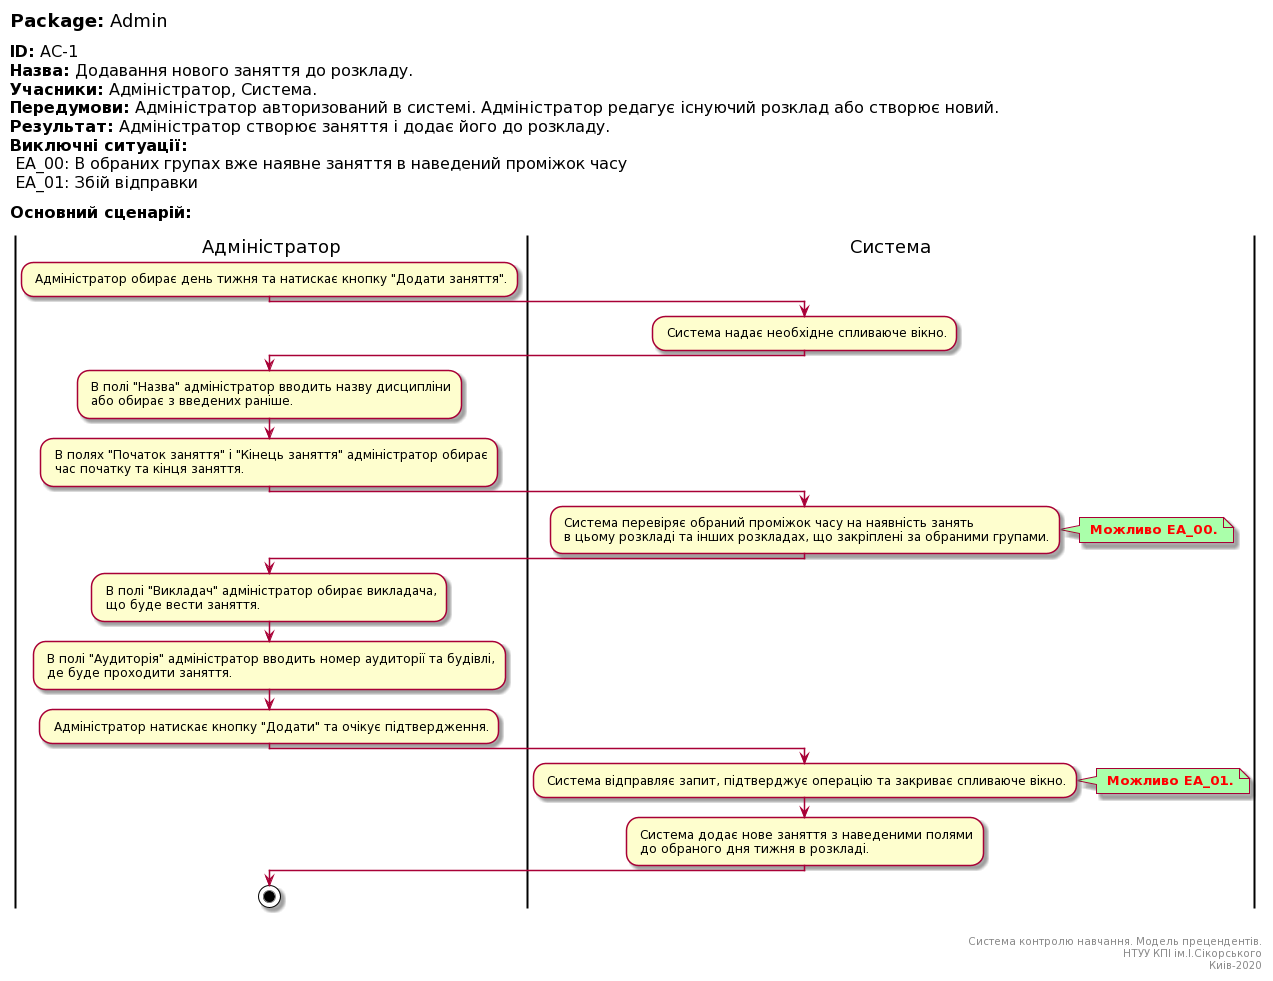 Package: Admin
ID: AC-1
Назва: Додавання нового заняття до розкладу.
Учасники: Адміністратор, Система.
Передумови: Адміністратор авторизований в системі. Адміністратор редагує існуючий розклад або створює новий.
Результат: Адміністратор створює заняття і додає його до розкладу.
Виключні ситуації:
EA_00: В обраних групах вже наявне заняття в наведений проміжок часу
EA_01: Збій відправки
Основний сценарій:
Адміністратор
Система
Адміністратор обирає день тижня та натискає кнопку "Додати заняття".
Система надає необхідне спливаюче вікно.
В полі "Назва" адміністратор вводить назву дисципліни
або обирає з введених раніше.
В полях "Початок заняття" і "Кінець заняття" адміністратор обирає
час початку та кінця заняття.
Система перевіряє обраний проміжок часу на наявність занять
в цьому розкладі та інших розкладах, що закріплені за обраними групами.
Можливо EA_00.
В полі "Викладач" адміністратор обирає викладача,
що буде вести заняття.
В полі "Аудиторія" адміністратор вводить номер аудиторії та будівлі,
де буде проходити заняття.
Адміністратор натискає кнопку "Додати" та очікує підтвердження.
Система відправляє запит, підтверджує операцію та закриває спливаюче вікно.
Можливо EA_01.
Система додає нове заняття з наведеними полями
до обраного дня тижня в розкладі.
Система контролю навчання. Модель прецендентів.
НТУУ КПІ ім.І.Сікорського
Київ-2020